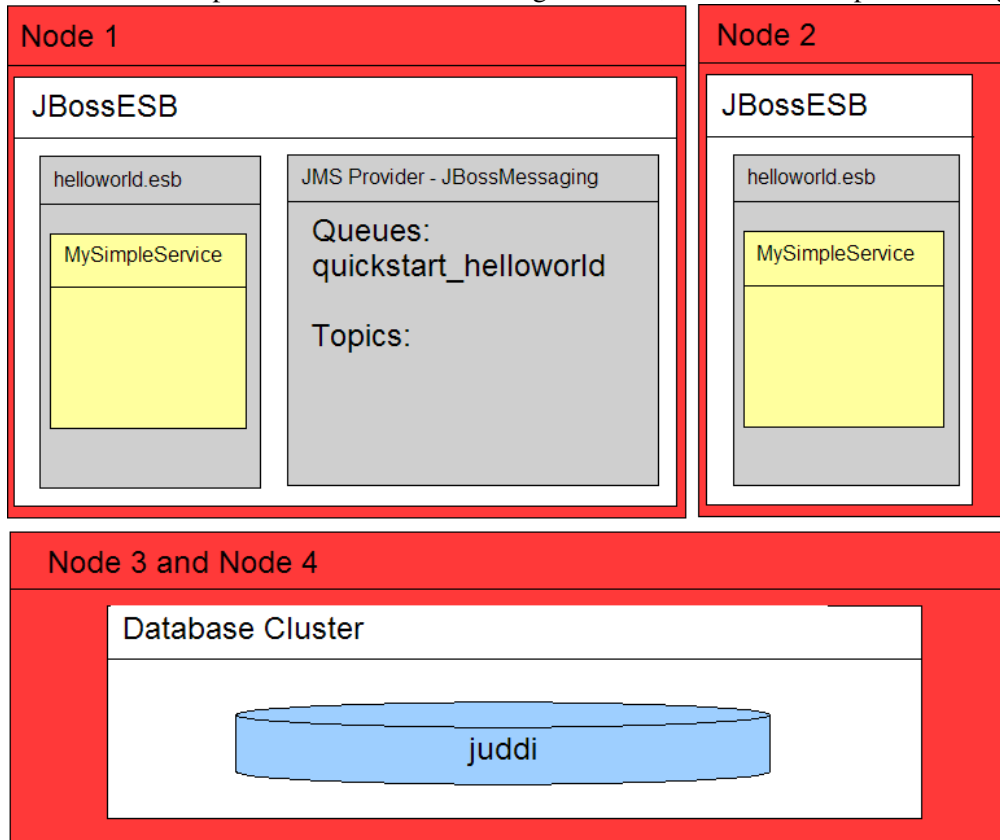 Node 1
JBossESB
helloworld.esb
MySimpleService
JMS Provider - JBossMessaging
Queues:
quickstart_helloworld
Topics:
Node 2
JBossESB
helloworld.esb
MySimpleService
Node 3 and Node 4
Database Cluster
juddi